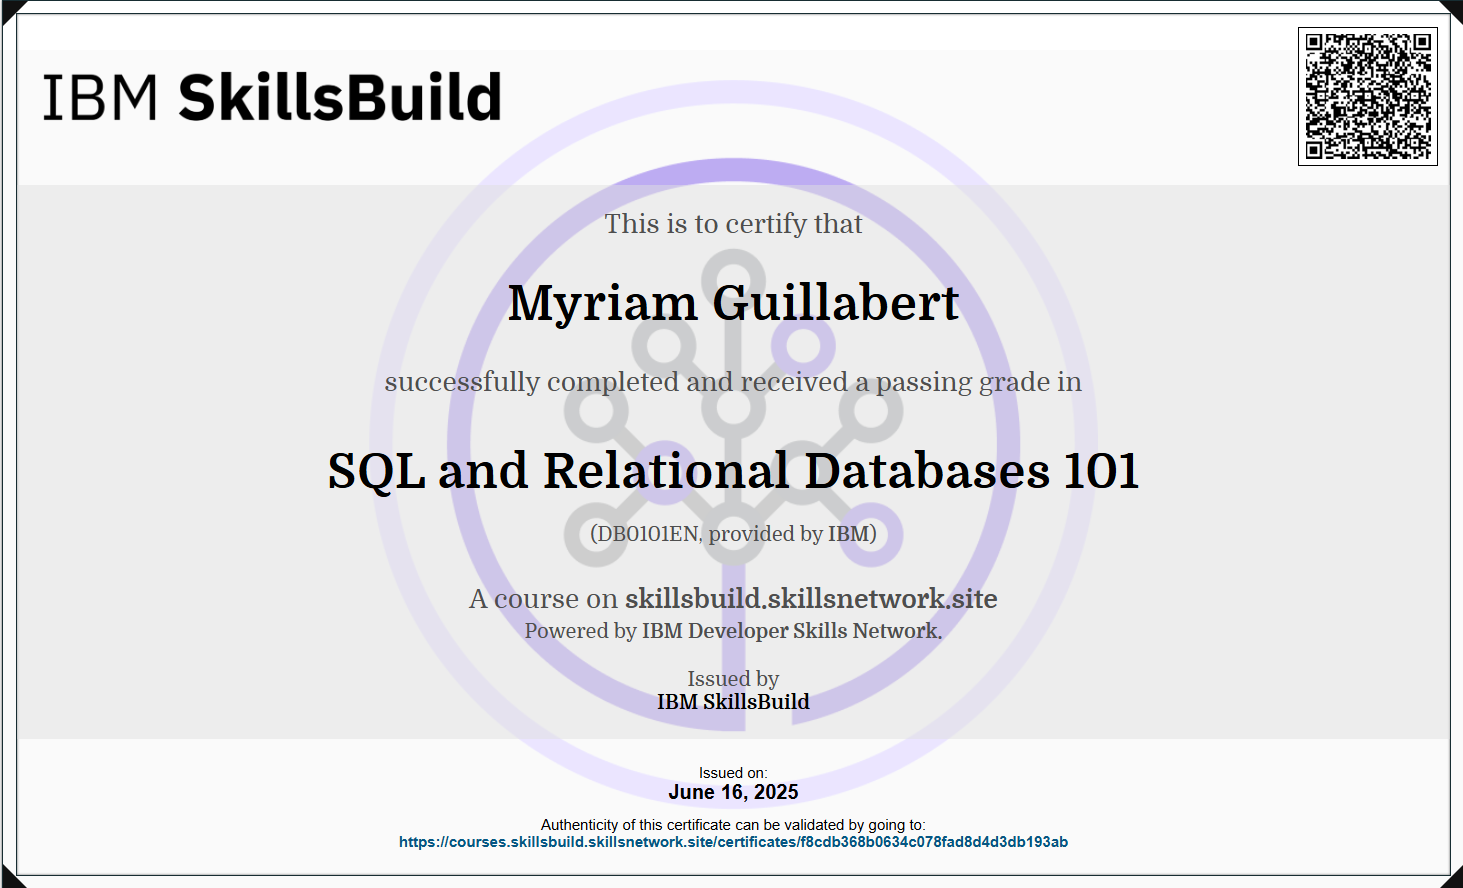 IBM SkillsBuild
This is to certify that
Myriam Guillabert
successfully completed and received a passing grade in
SQL and Relational Databases 101
(DB0101EN, provided by IBM)
A course on skillsbuild.skillsnetwork.site
Powered by IBM Developer Skills Network.
Issued by
IBM SkillsBuild
Issued on:
June 16, 2025
Authenticity of this certificate can be validated by going to:
https://courses.skillsbuild.skillsnetwork.site/certificates/f8cdb368b0634c078fad8d4d3db193ab